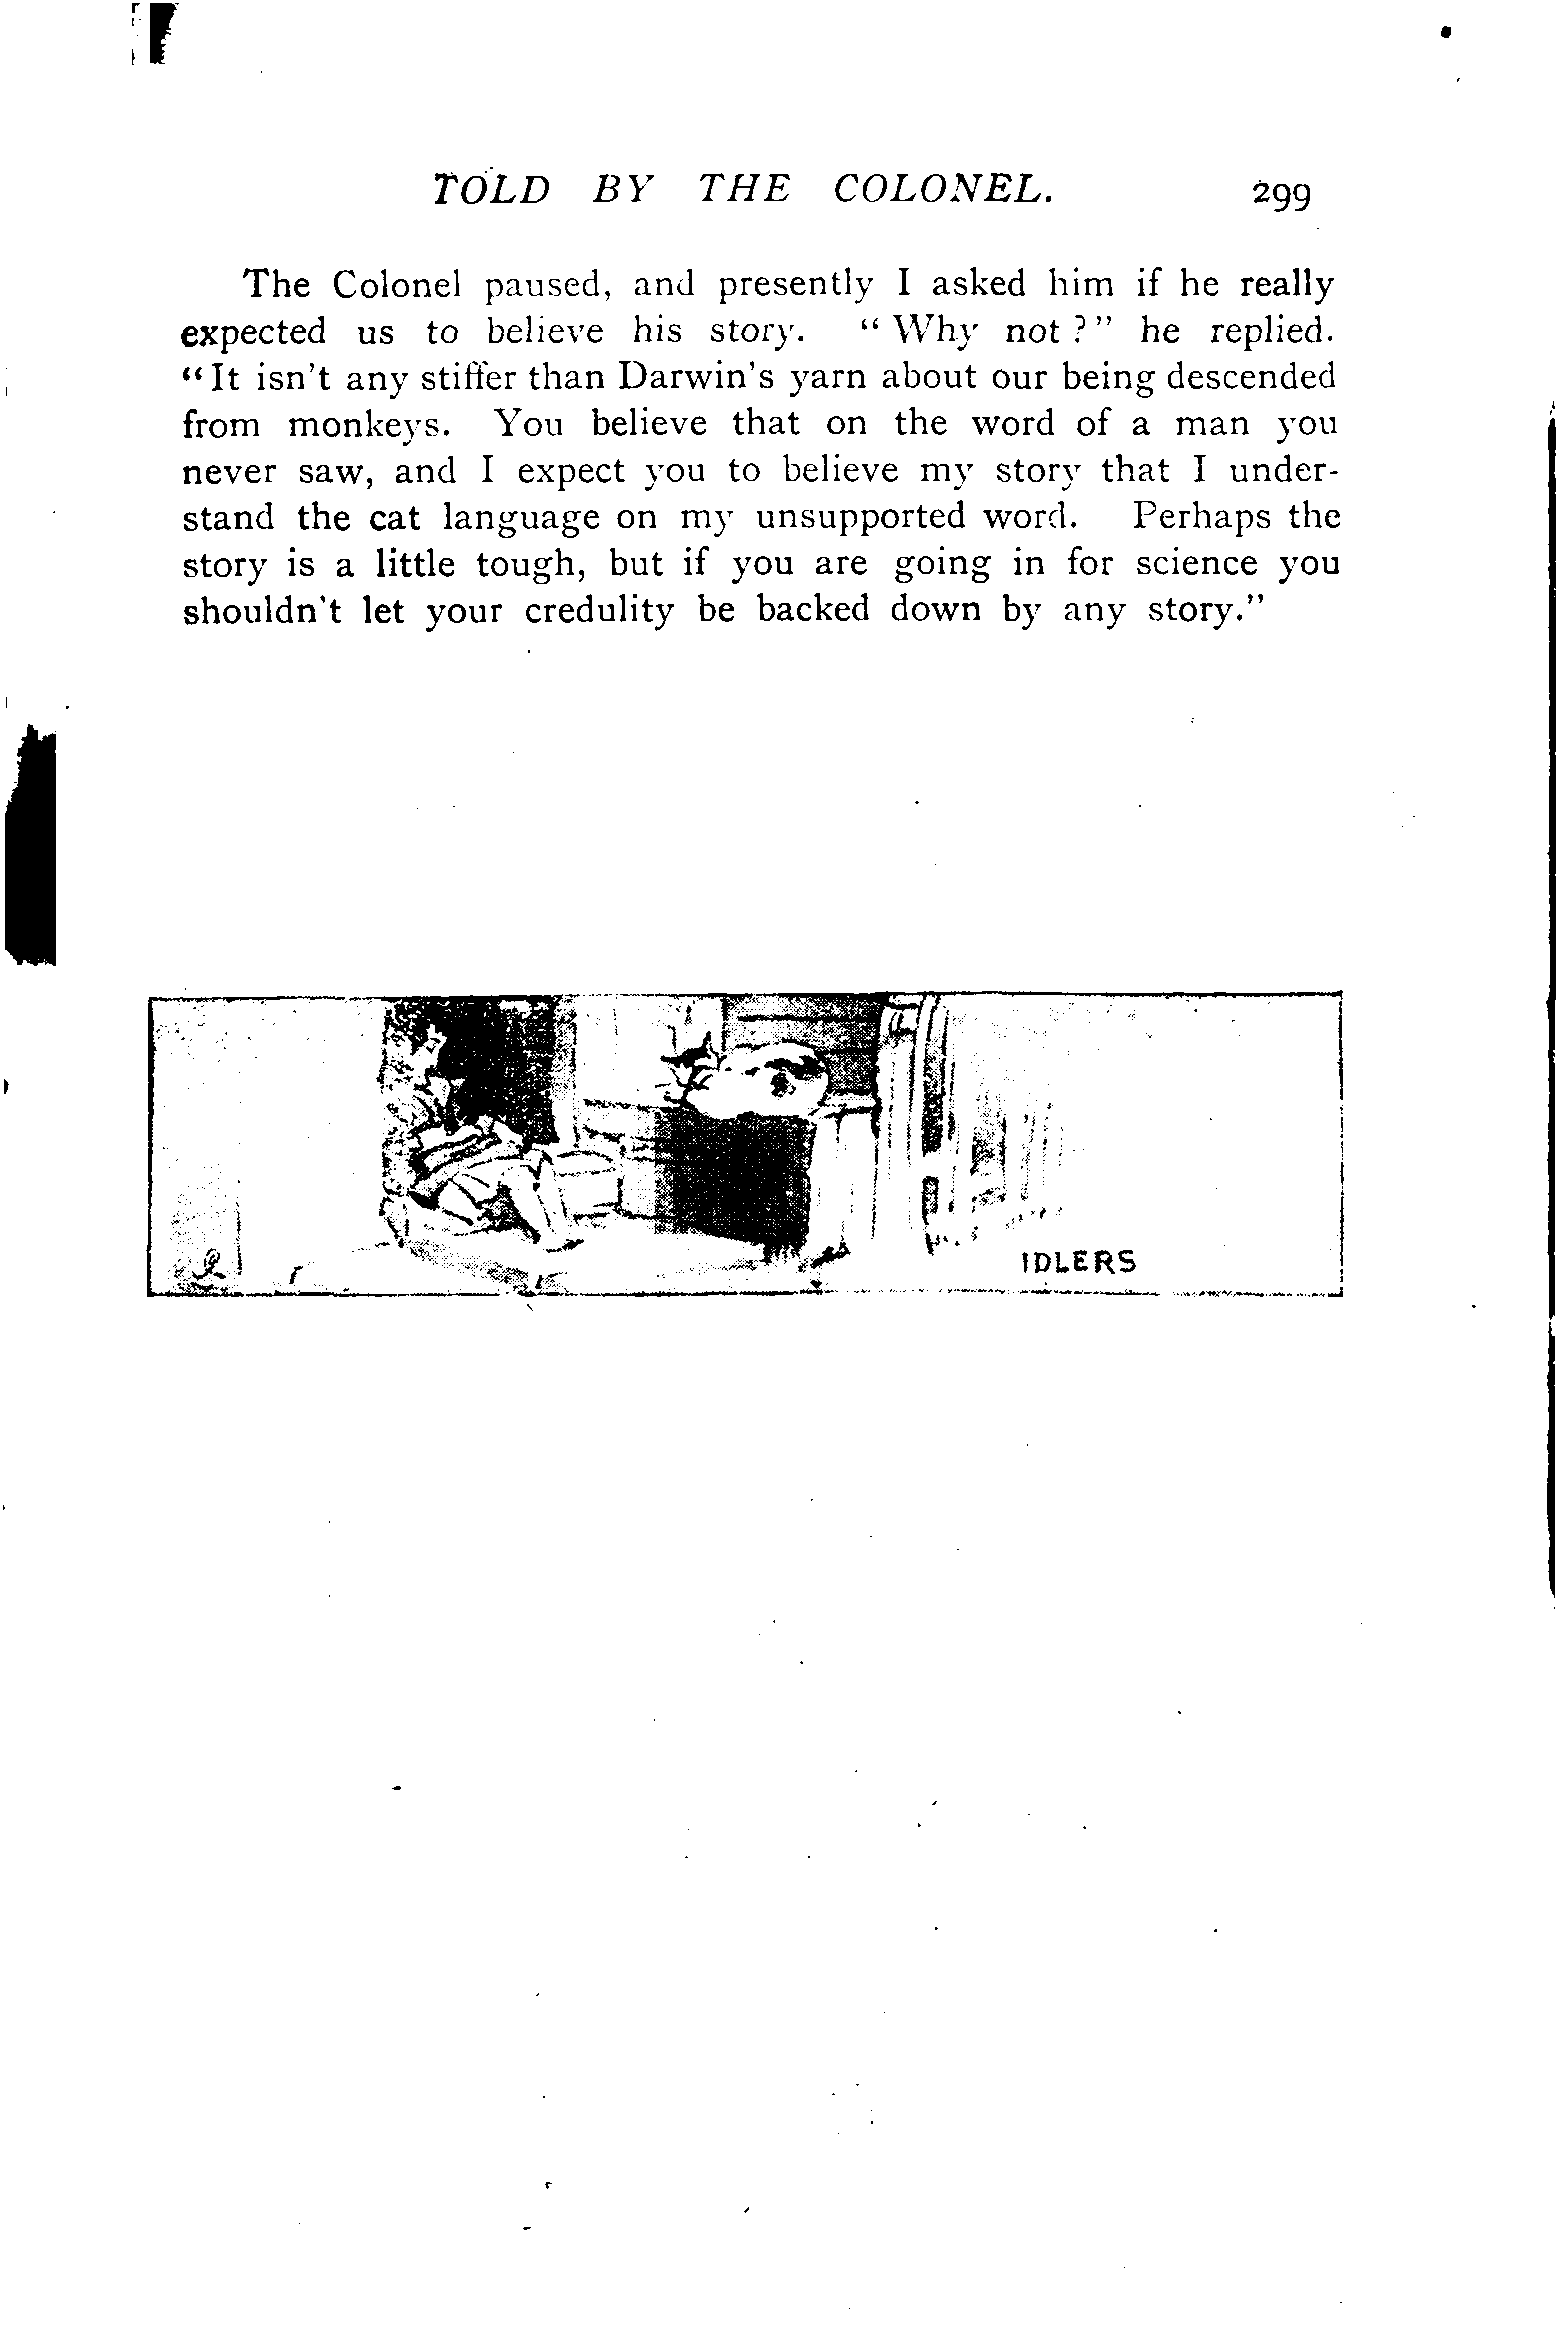 TOLD BY THE COLONEL. 299
The Colonel paused, and presently I asked him if he really
expected us to believe his story. "Why not?" he replied.
"It isn't any stiffer than Darwin's yarn about our being descended
from monkeys. You believe that on the word of a man you
never saw, and I expect you to believe my story that I under-
stand the cat language on my unsupported word. Perhaps the
story is a little tough, but if you are going in for science you
shouldn't let your credulity be backed down by any story."
IDLERS